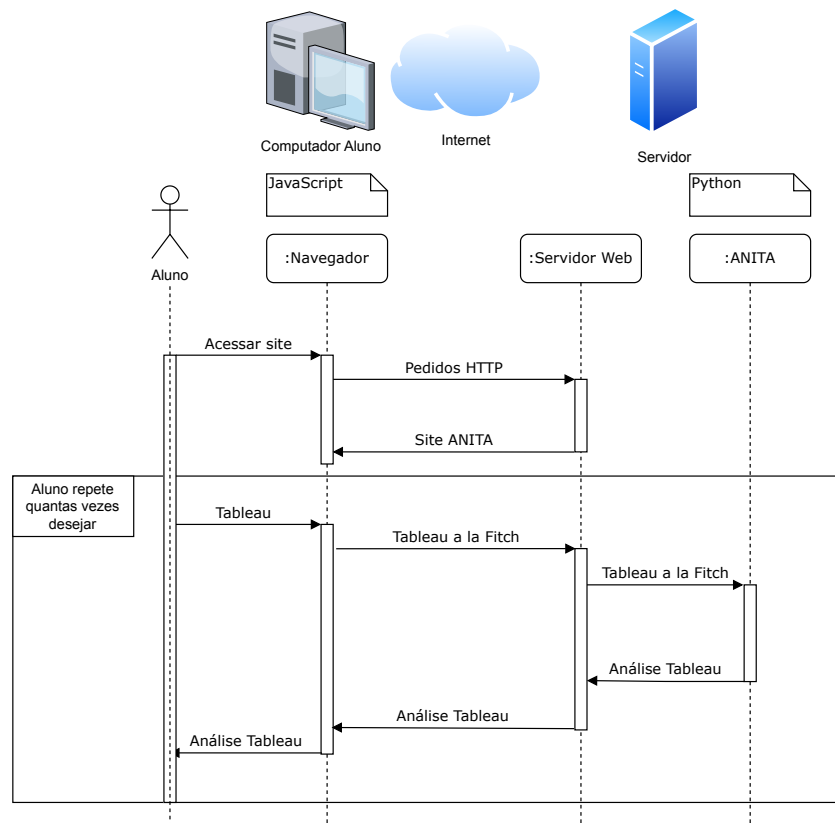 Computador Aluno
Internet
Servidor
JavaScript
Python
Aluno
:Navegador
:Servidor Web
:ANITA
Acessar site
Pedidos HTTP
Site ANITA
Aluno repete
quantas vezes
desejar
Tableau
Tableau a la Fitch
Tableau a la Fitch
Análise Tableau
Análise Tableau
Análise Tableau